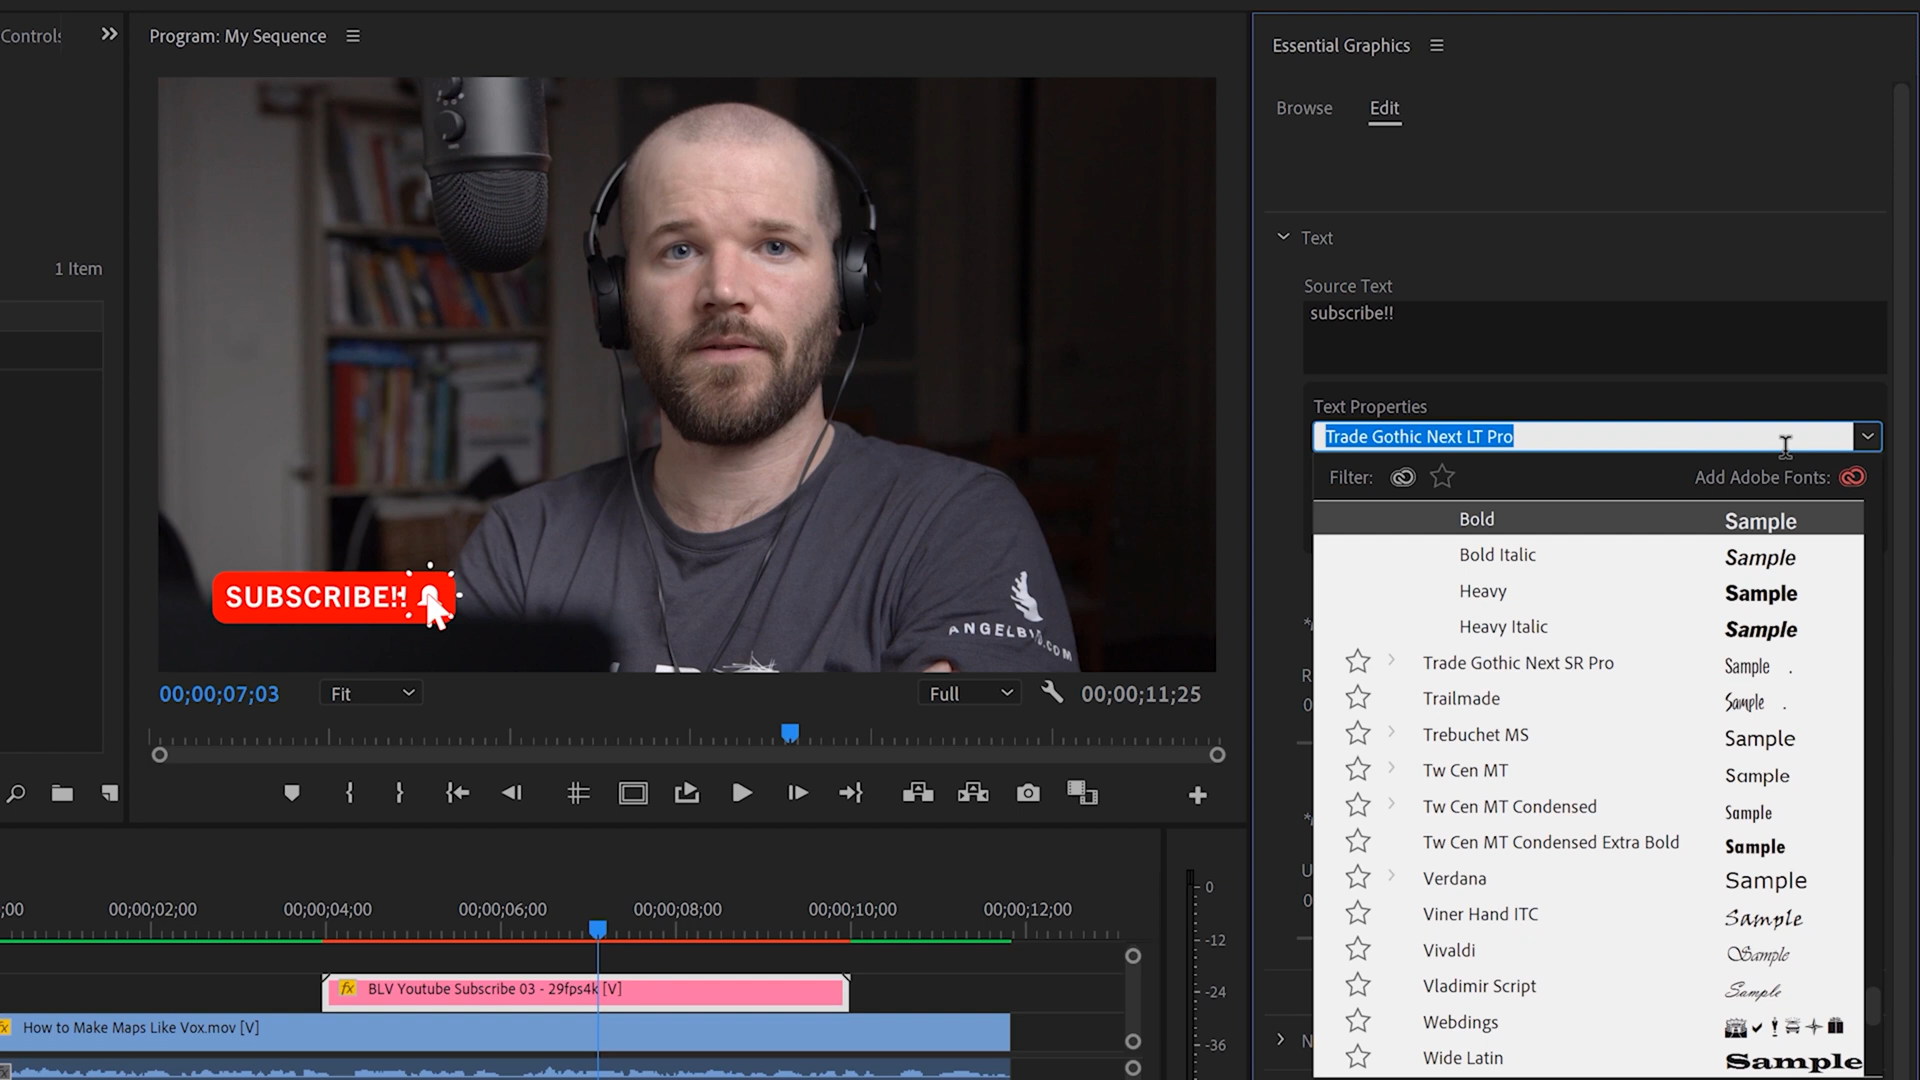 Controls
Program: My Sequence
1 Item
SUBSCRIBE!!
.COM
00;00;07;03
Fit
Full
00;00;11;25
;00
00;00;02;00
00;00;04;00
00;00;06;00
00;00;08;00
00;00;10;00
00;00;12;00
fx
BLV Youtube Subscribe 03 - 29fps4k [V]
fx
How to Make Maps Like Vox.mov [V]
fx
0
-12
-24
-36
Essential Graphics
Browse
Edit
Text
Source Text
subscribe!!
Text Properties
Trade Gothic Next LT Pro
Filter:
Add Adobe Fonts:
Bold Sample
Bold Italic Sample
Heavy Sample
Heavy Italic Sample
Trade Gothic Next SR Pro Sample
Trailmade Sample
Trebuchet MS Sample
Tw Cen MT Sample
Tw Cen MT Condensed Sample
Tw Cen MT Condensed Extra Bold Sample
Verdana Sample
Viner Hand ITC Sample
Vivaldi Sample
Vladimir Script Sample
Webdings
Wide Latin Sample